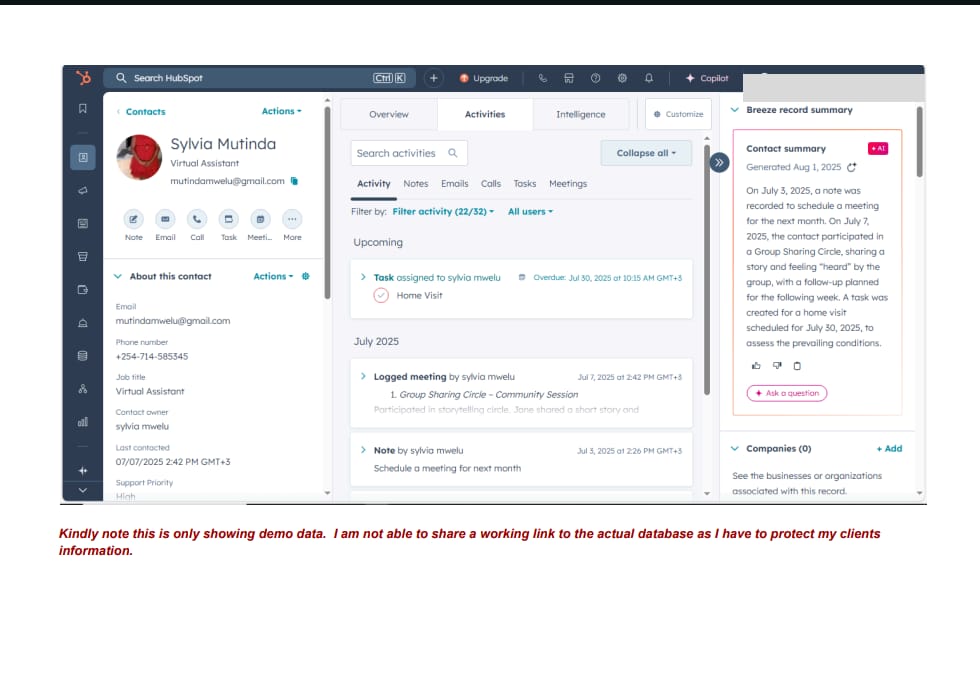 Search HubSpot
Ctrl K
Upgrade
Copilot
Contacts
Actions
Sylvia Mutinda
Virtual Assistant
mutindamwelu@gmail.com
Note Email Call Task Meeti... More
About this contact
Actions
Email
mutindamwelu@gmail.com
Phone number
+254-714-585345
Job title
Virtual Assistant
Contact owner
sylvia mwelu
Last contacted
07/07/2025 2:42 PM GMT+3
Support Priority
High
Overview Activities Intelligence
Customize
Search activities
Collapse all
Activity Notes Emails Calls Tasks Meetings
Filter by: Filter activity (22/32) All users
Upcoming
Task assigned to sylvia mwelu
Overdue: Jul 30, 2025 at 10:15 AM GMT+3
Home Visit
July 2025
Logged meeting by sylvia mwelu
Jul 7, 2025 at 2:42 PM GMT+3
1. Group Sharing Circle – Community Session
Participated in storytelling circle. Jane shared a short story and
Note by sylvia mwelu
Jul 3, 2025 at 2:26 PM GMT+3
Schedule a meeting for next month
Breeze record summary
Contact summary
AI
Generated Aug 1, 2025
On July 3, 2025, a note was
recorded to schedule a meeting
for the next month. On July 7,
2025, the contact participated in
a Group Sharing Circle, sharing a
story and feeling "heard" by the
group, with a follow-up planned
for the following week. A task was
created for a home visit
scheduled for July 30, 2025, to
assess the prevailing conditions.
Ask a question
Companies (0)
+ Add
See the businesses or organizations
associated with this record.
Kindly note this is only showing demo data. I am not able to share a working link to the actual database as I have to protect my clients
information.